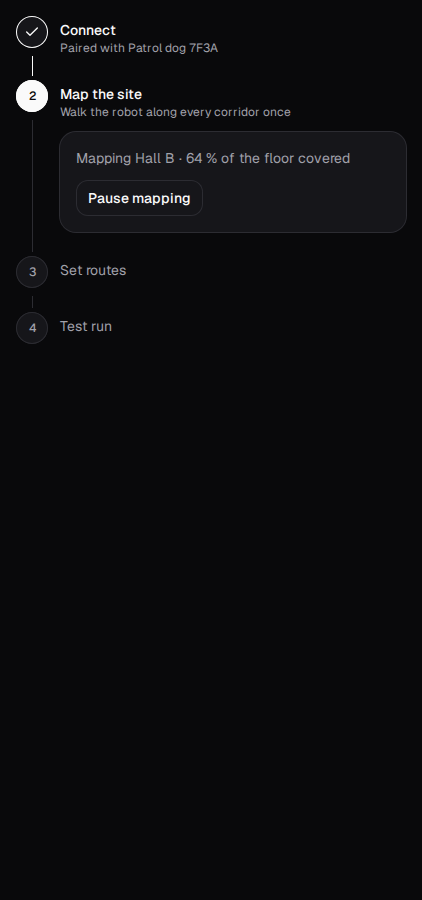 Connect
Paired with Patrol dog 7F3A
2
Map the site
Walk the robot along every corridor once
Mapping Hall B · 64 % of the floor covered
Pause mapping
3
Set routes
4
Test run